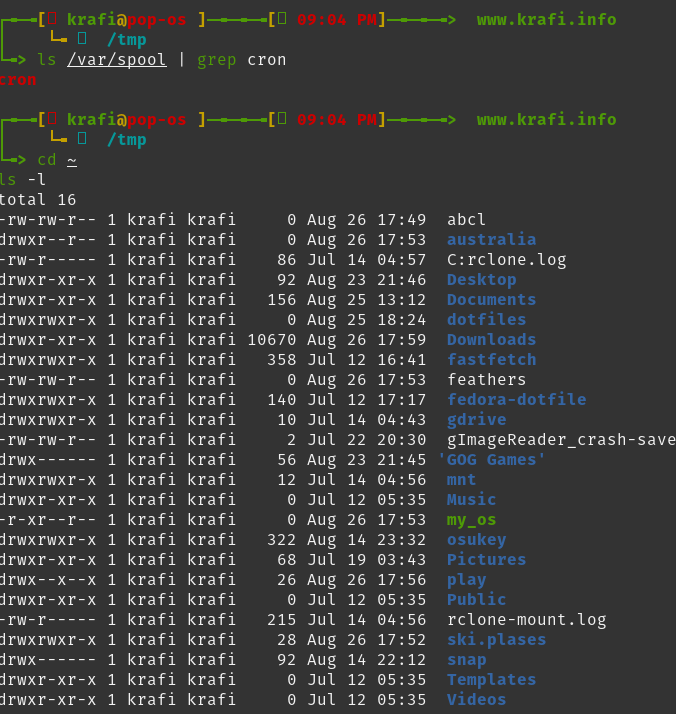 ┌──[ krafi@pop-os ]─────[ 09:04 PM]─────> www.krafi.info
│ └─ /tmp
└─> ls /var/spool | grep cron
cron
┌──[ krafi@pop-os ]─────[ 09:04 PM]─────> www.krafi.info
│ └─ /tmp
└─> cd ~
ls -l
total 16
-rw-rw-r-- 1 krafi krafi 0 Aug 26 17:49 abcl
drwxr--r-- 1 krafi krafi 0 Aug 26 17:53 australia
-rw-r----- 1 krafi krafi 86 Jul 14 04:57 C:rclone.log
drwxr-xr-x 1 krafi krafi 92 Aug 23 21:46 Desktop
drwxr-xr-x 1 krafi krafi 156 Aug 25 13:12 Documents
drwxrwxr-x 1 krafi krafi 0 Aug 25 18:24 dotfiles
drwxr-xr-x 1 krafi krafi 10670 Aug 26 17:59 Downloads
drwxrwxr-x 1 krafi krafi 358 Jul 12 16:41 fastfetch
-rw-rw-r-- 1 krafi krafi 0 Aug 26 17:53 feathers
drwxrwxr-x 1 krafi krafi 140 Jul 12 17:17 fedora-dotfile
drwxrwxr-x 1 krafi krafi 10 Jul 14 04:43 gdrive
-rw-rw-r-- 1 krafi krafi 2 Jul 22 20:30 gImageReader_crash-save
drwx------ 1 krafi krafi 56 Aug 23 21:45 'GOG Games'
drwxrwxr-x 1 krafi krafi 12 Jul 14 04:56 mnt
drwxr-xr-x 1 krafi krafi 0 Jul 12 05:35 Music
-r-xr--r-- 1 krafi krafi 0 Aug 26 17:53 my_os
drwxrwxr-x 1 krafi krafi 322 Aug 14 23:32 osukey
drwxr-xr-x 1 krafi krafi 68 Jul 19 03:43 Pictures
drwx--x--x 1 krafi krafi 26 Aug 26 17:56 play
drwxr-xr-x 1 krafi krafi 0 Jul 12 05:35 Public
-rw-r----- 1 krafi krafi 215 Jul 14 04:56 rclone-mount.log
drwxrwxr-x 1 krafi krafi 28 Aug 26 17:52 ski.plases
drwx------ 1 krafi krafi 92 Aug 14 22:12 snap
drwxr-xr-x 1 krafi krafi 0 Jul 12 05:35 Templates
drwxr-xr-x 1 krafi krafi 0 Jul 12 05:35 Videos